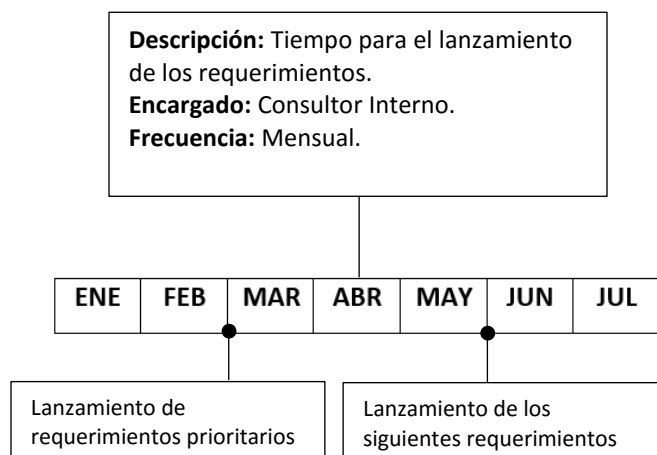 Descripción: Tiempo para el lanzamiento
de los requerimientos.
Encargado: Consultor Interno.
Frecuencia: Mensual.
ENE FEB MAR ABR MAY JUN JUL
Lanzamiento de
requerimientos prioritarios
Lanzamiento de los
siguientes requerimientos